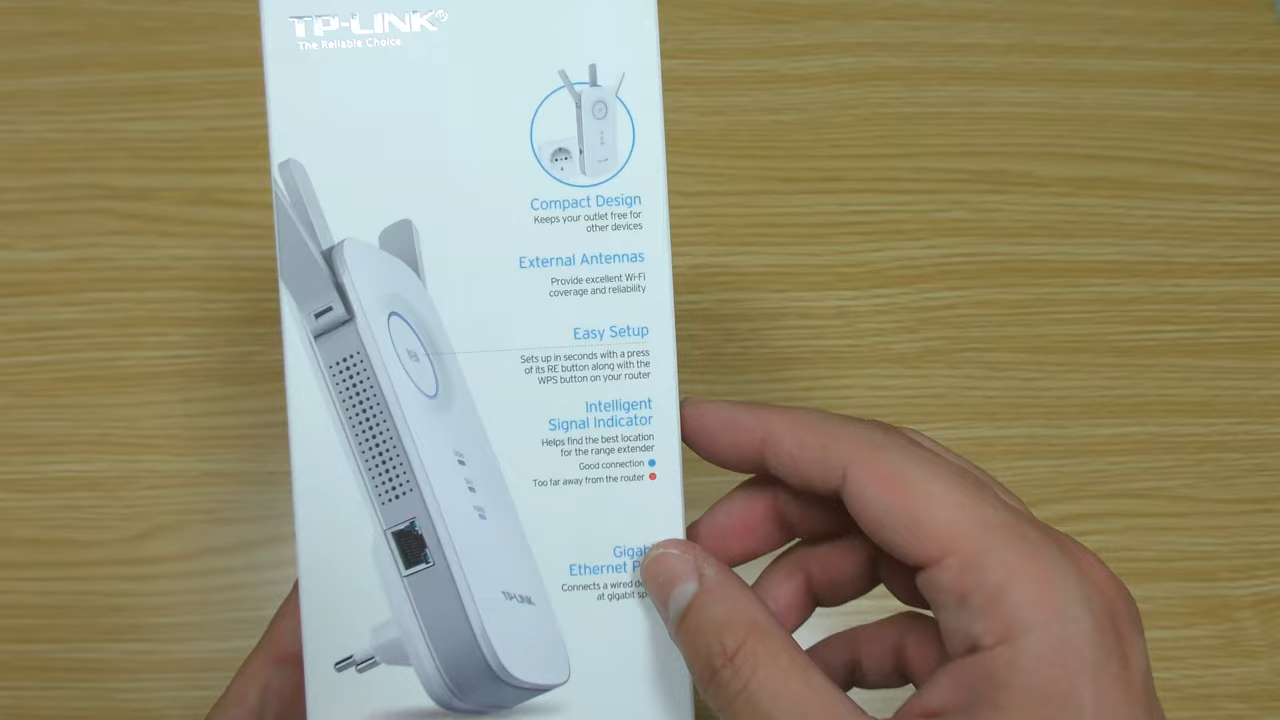 TP-LINK®
The Reliable Choice
Compact Design
Keeps your outlet free for
other devices
External Antennas
Provide excellent Wi-Fi
coverage and reliability
Easy Setup
Sets up in seconds with a press
of its RE button along with the
WPS button on your router
Intelligent
Signal Indicator
Helps find the best location
for the range extender
Good connection
Too far away from the router
Ethernet
Connects a wired
at gigabit
TP-LINK